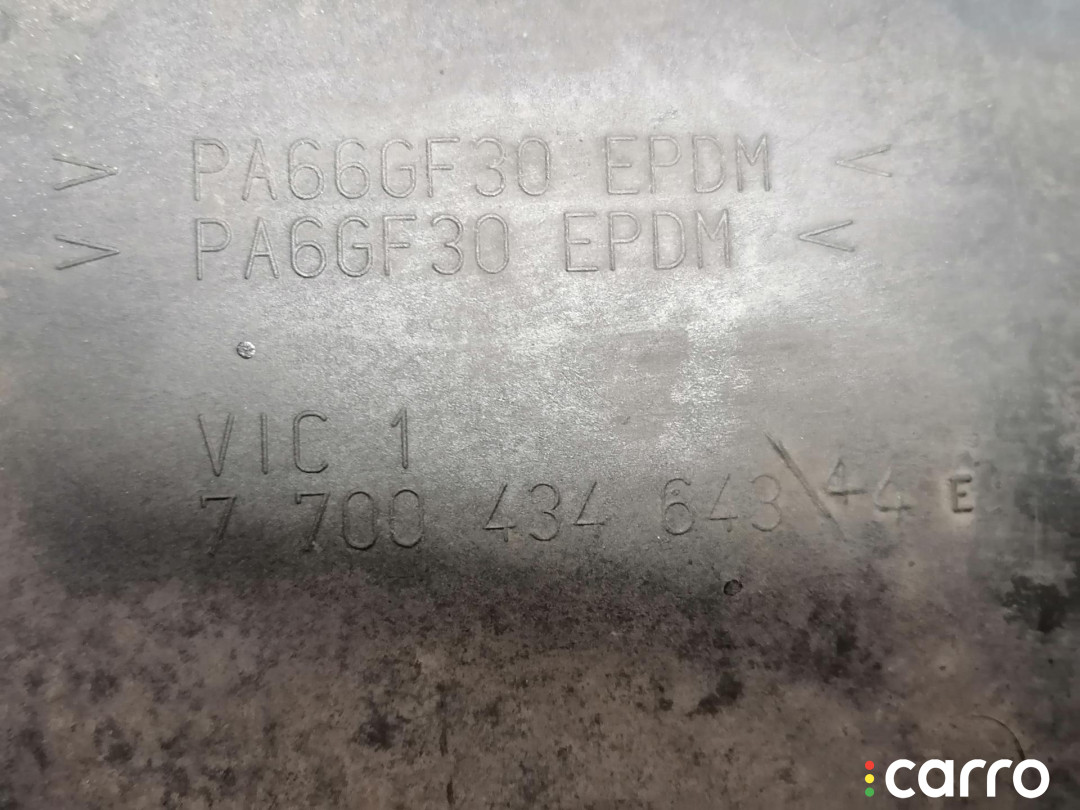 > PA66GF30 EPDM <
> PA6GF30 EPDM <
VIC 1
7 700 434 643\44 E
carro